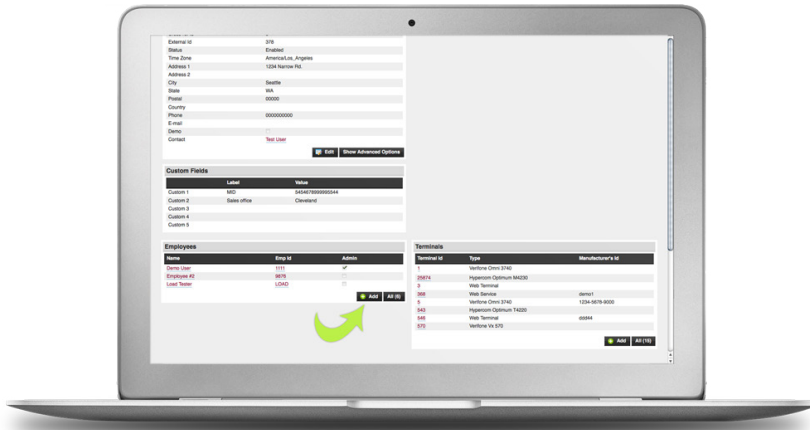 External Id 378
Status Enabled
Time Zone America/Los_Angeles
Address 1 1234 Narrow Rd.
Address 2
City Seattle
State WA
Postal 00000
Country
Phone 0000000000
E-mail
Demo
Contact Test User
Edit Show Advanced Options
Custom Fields
Label Value
Custom 1 MID 5454678999995544
Custom 2 Sales office Cleveland
Custom 3
Custom 4
Custom 5
Employees
Name Emp Id Admin
Demo User 1111
Employee #2 9876
Load Tester LOAD
Add All (6)
Terminals
Terminal Id Type Manufacturer's Id
1 Verifone Omni 3740
25874 Hypercom Optimum M4230
3 Web Terminal
368 Web Service demo1
5 Verifone Omni 3740 1234-5678-9000
543 Hypercom Optimum T4220
546 Web Terminal
570 Verifone Vx 570
Add All (15)